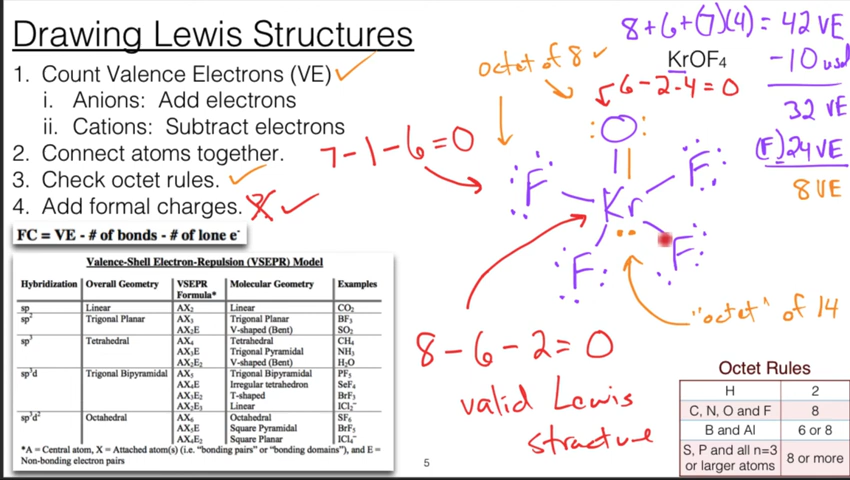 Drawing Lewis Structures
1. Count Valence Electrons (VE)
i. Anions: Add electrons
ii. Cations: Subtract electrons
2. Connect atoms together.
3. Check octet rules.
4. Add formal charges.
FC = VE - # of bonds - # of lone e-
Valence-Shell Electron-Repulsion (VSEPR) Model
Hybridization Overall Geometry VSEPR Formula* Molecular Geometry Examples
sp Linear AX2 Linear CO2
sp2 Trigonal Planar AX3 Trigonal Planar BF3
AX2E V-shaped (Bent) SO2
sp3 Tetrahedral AX4 Tetrahedral CH4
AX3E Trigonal Pyramidal NH3
AX2E2 V-shaped (Bent) H2O
sp3d Trigonal Bipyramidal AX5 Trigonal Bipyramidal PF5
AX4E Irregular tetrahedron SeF4
AX3E2 T-shaped BrF3
AX2E3 Linear ICl2-
sp3d2 Octahedral AX6 Octahedral SF6
AX5E Square Pyramidal BrF5
AX4E2 Square Planar ICl4-
*A = Central atom, X = Attached atom(s) (i.e. "bonding pairs" or "bonding domains"), and E =
Non-bonding electron pairs
8+6+(7)(4) = 42 VE
KrOF4
-10 used
32 VE
(F) 24 VE
8 VE
octet of 8
6-2-4=0
7-1-6=0
O
F F
Kr
F F
"octet" of 14
8-6-2=0
valid Lewis
structure
Octet Rules
H 2
C, N, O and F 8
B and Al 6 or 8
S, P and all n=3
or larger atoms 8 or more
5